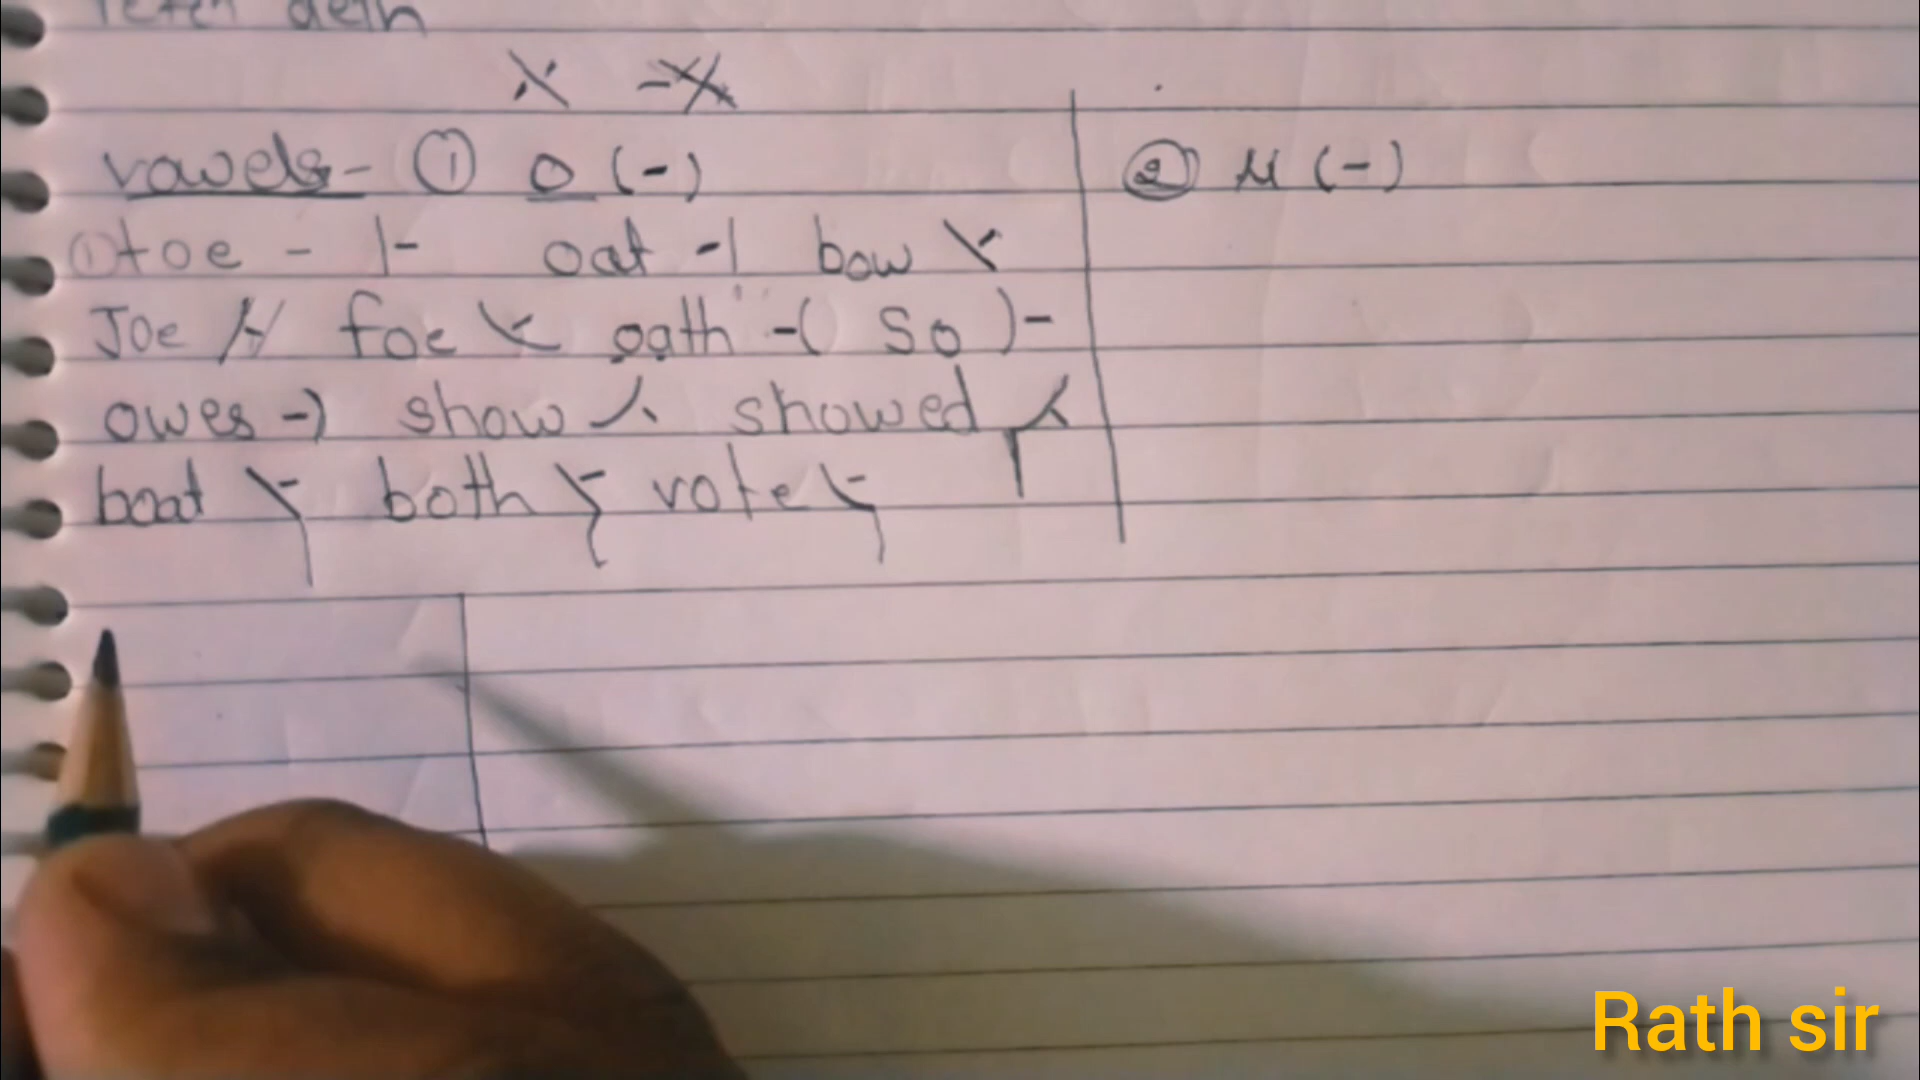 vowels- ① o (-)
② u (-)
① toe - |- oat -| bow
Joe foe oath -( so )-
owes -) show showed
boat both vote
Rath sir